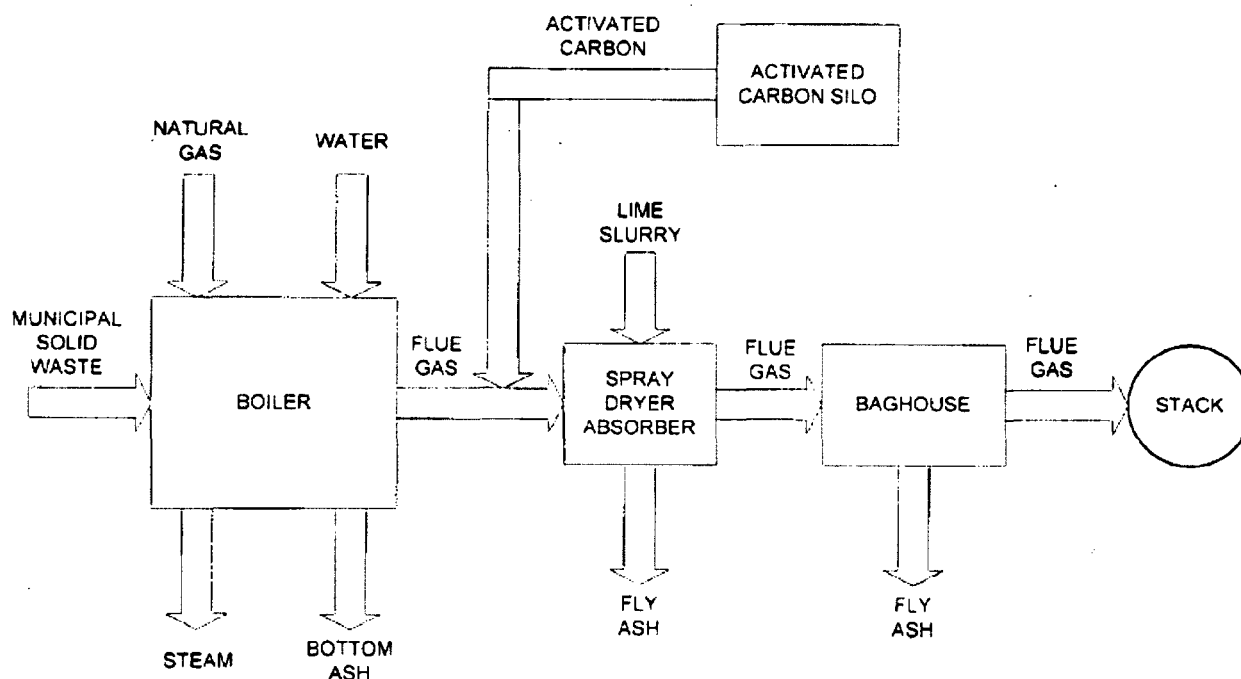 ACTIVATED
CARBON
ACTIVATED
CARBON SILO
NATURAL
GAS
WATER
LIME
SLURRY
MUNICIPAL
SOLID
WASTE
BOILER
FLUE
GAS
SPRAY
DRYER
ABSORBER
FLUE
GAS
BAGHOUSE
FLUE
GAS
STACK
STEAM
BOTTOM
ASH
FLY
ASH
FLY
ASH